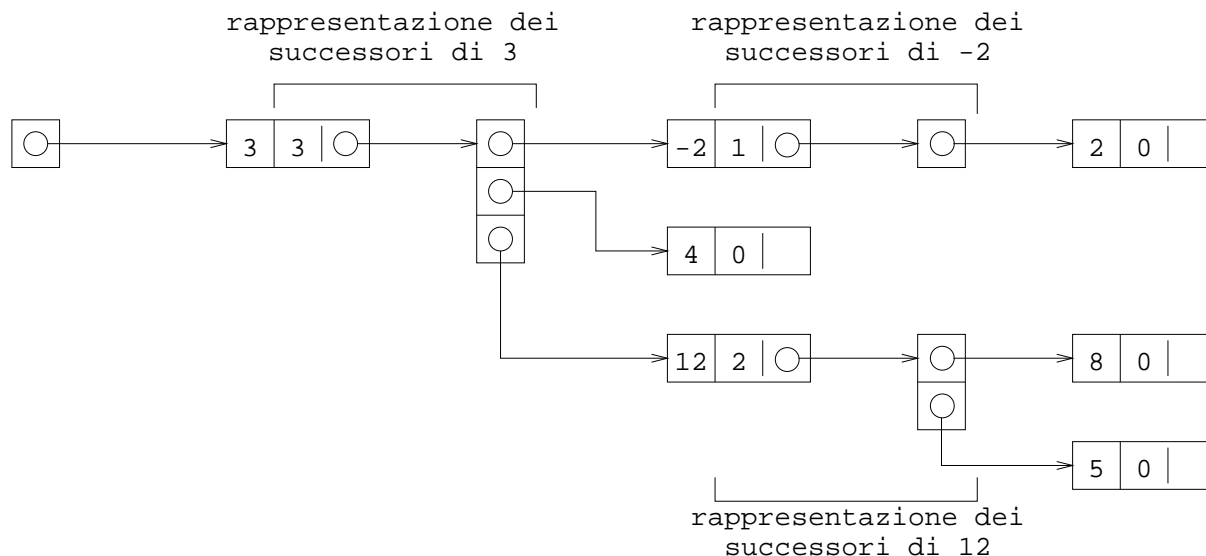 rappresentazione dei
successori di 3
rappresentazione dei
successori di -2
3 3
-2 1
2 0
4 0
12 2
8 0
5 0
rappresentazione dei
successori di 12